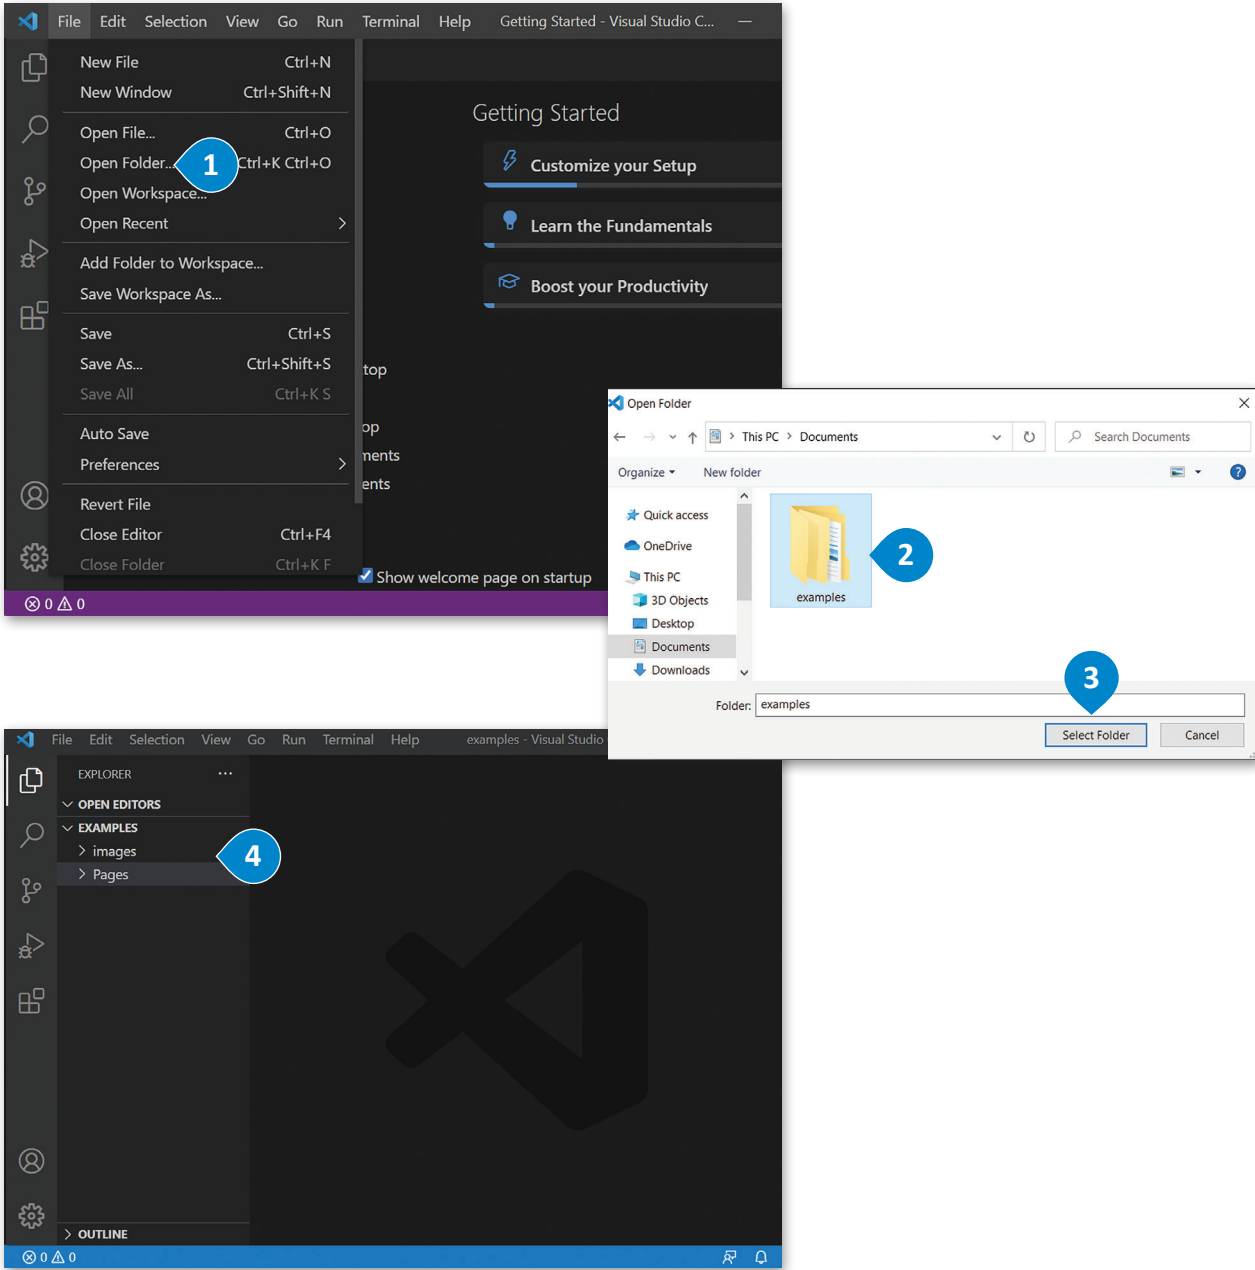 File Edit Selection View Go Run Terminal Help Getting Started - Visual Studio C...
New File Ctrl+N
New Window Ctrl+Shift+N
Open File... Ctrl+O
Open Folder... 1 Ctrl+K Ctrl+O
Open Workspace...
Open Recent
Add Folder to Workspace...
Save Workspace As...
Save Ctrl+S
Save As... Ctrl+Shift+S
Save All Ctrl+K S
Auto Save
Preferences
Revert File
Close Editor Ctrl+F4
Close Folder Ctrl+K F
Getting Started
Customize your Setup
Learn the Fundamentals
Boost your Productivity
top
op
ments
ents
Show welcome page on startup
0 0
Open Folder
This PC Documents Search Documents
Organize New folder
Quick access
OneDrive
This PC
3D Objects
Desktop
Documents
Downloads
examples
2
3
Folder: examples
Select Folder Cancel
File Edit Selection View Go Run Terminal Help examples - Visual Studio
EXPLORER ...
OPEN EDITORS
EXAMPLES
images
4
Pages
OUTLINE
0 0